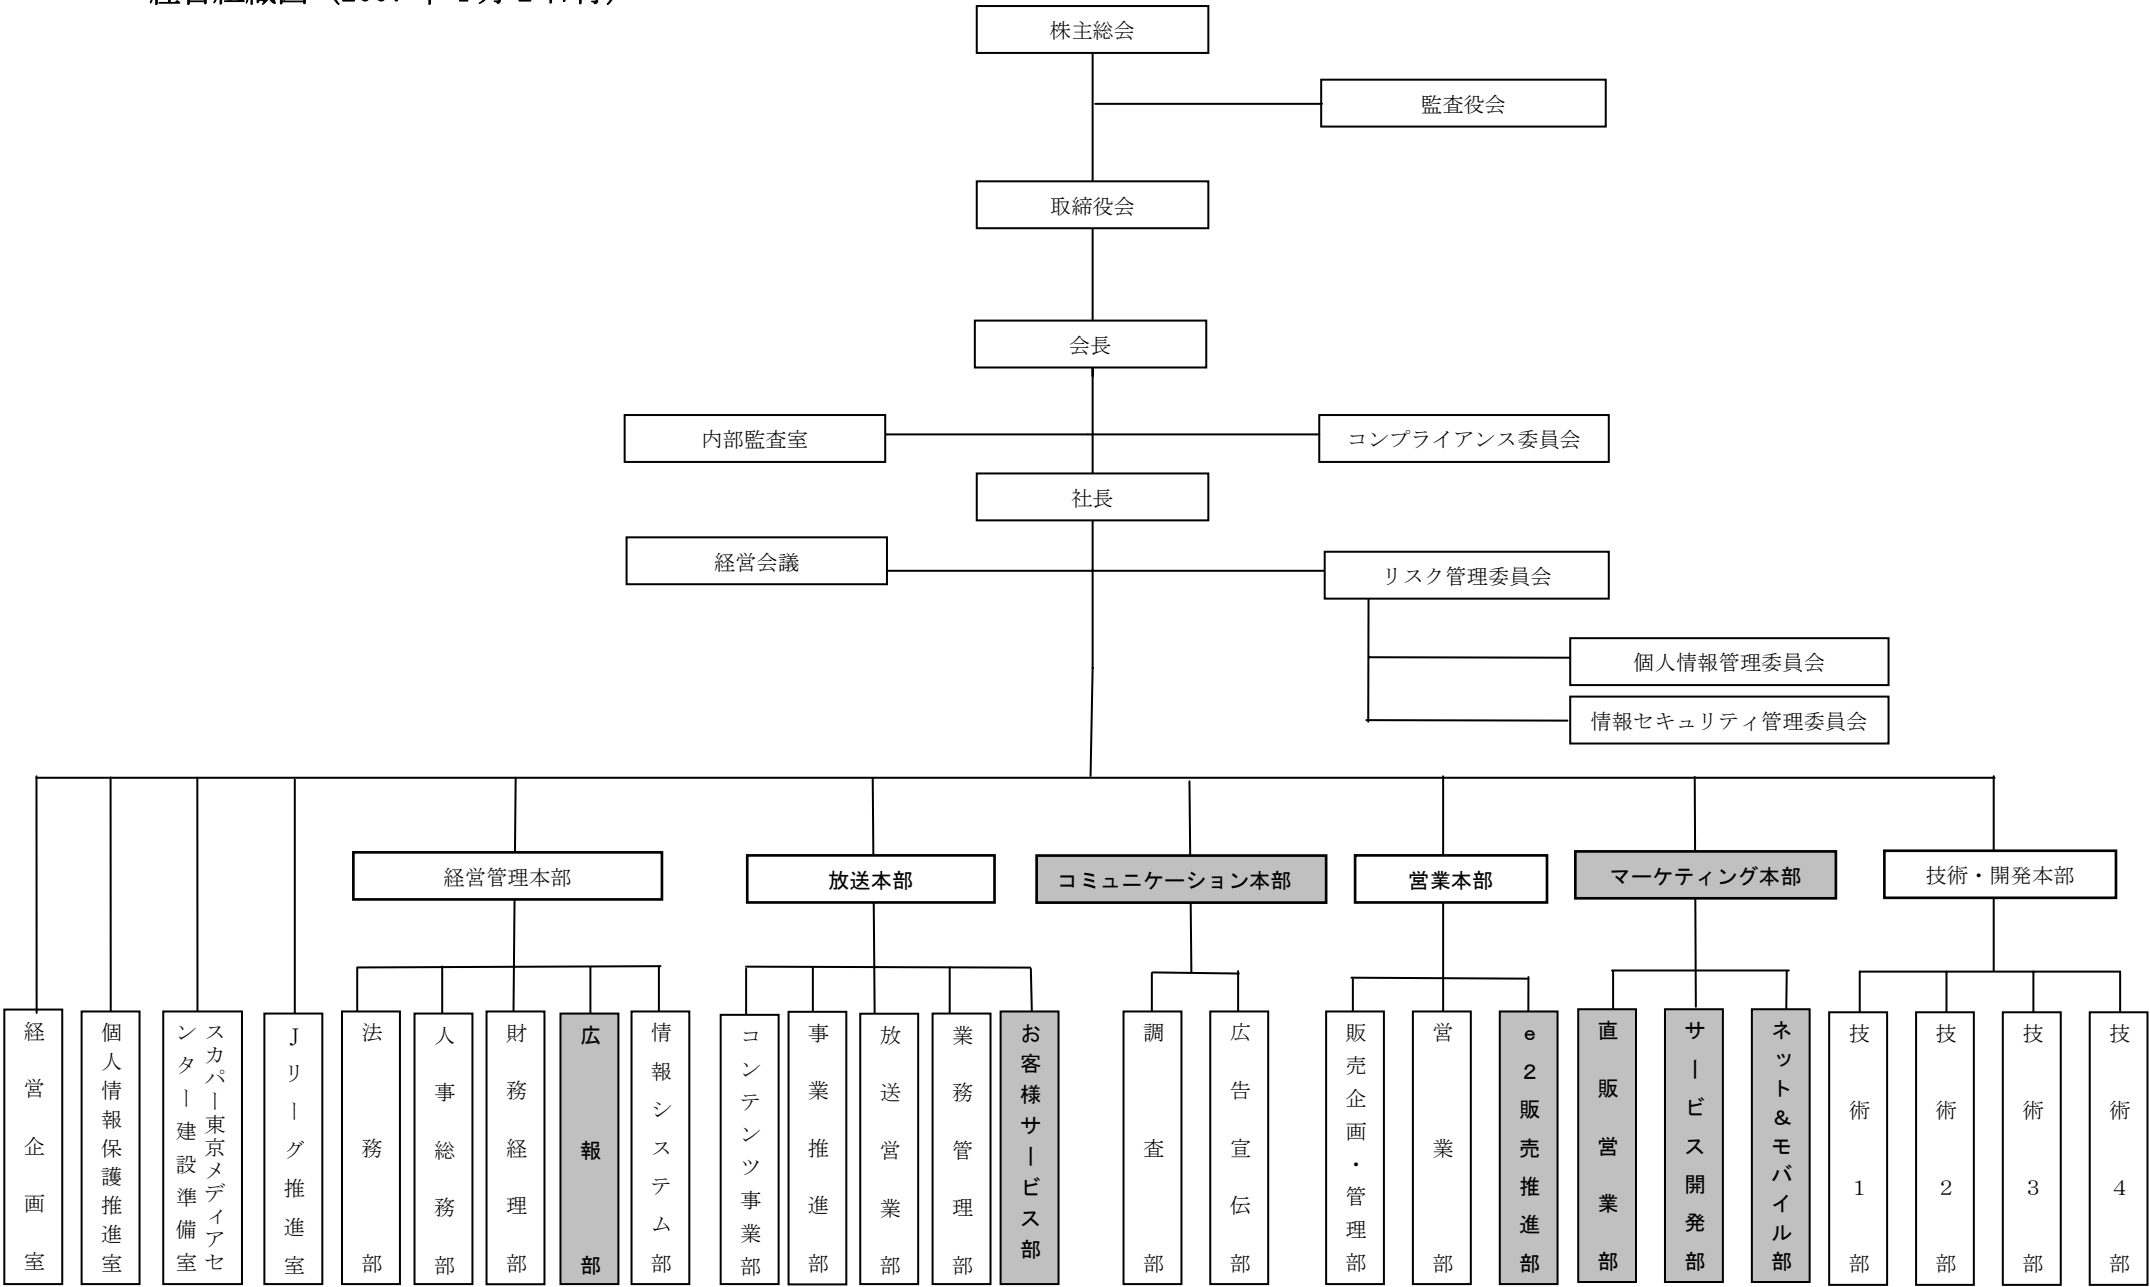 株主総会
監査役会
取締役会
会長
内部監査室
コンプライアンス委員会
社長
経営会議
リスク管理委員会
個人情報管理委員会
情報セキュリティ管理委員会
経営管理本部
放送本部
コミュニケーション本部
営業本部
マーケティング本部
技術・開発本部
経営企画室
個人情報保護推進室
スカパー東京メディアセ
ンター建設準備室
Jリーグ推進室
法務部
人事総務部
財務経理部
広報部
情報システム部
コンテンツ事業部
事業推進部
放送営業部
業務管理部
お客様サービス部
調査部
広告宣伝部
販売企画・管理部
営業部
e2販売推進部
直販営業部
サービス開発部
ネット&モバイル部
技術1部
技術2部
技術3部
技術4部